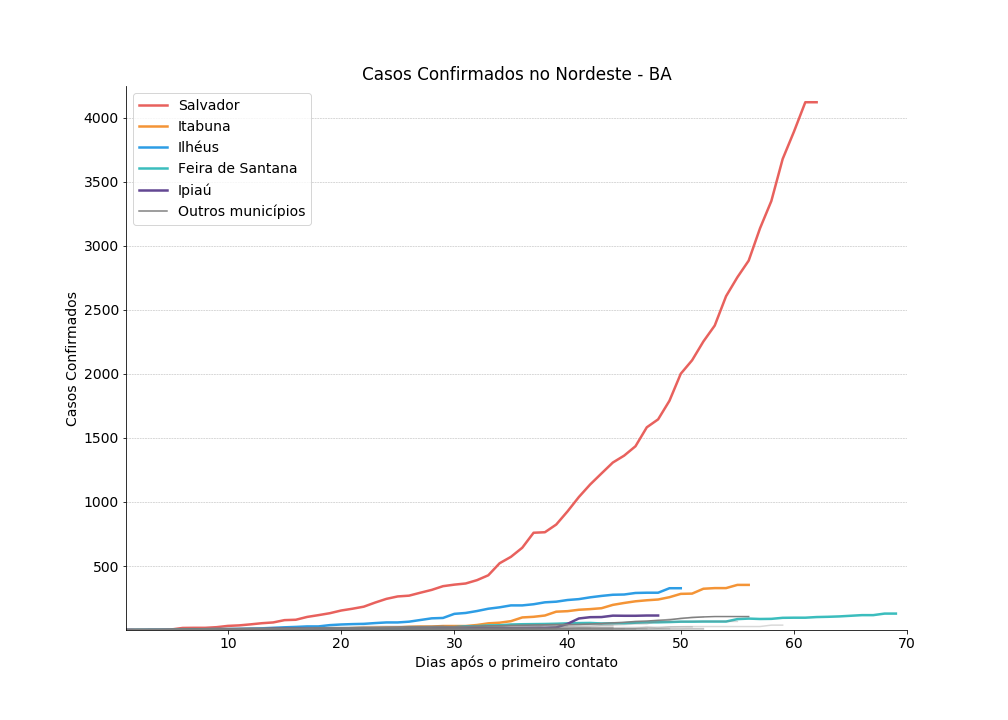 Casos Confirmados no Nordeste - BA
Salvador
Itabuna
Ilhéus
Feira de Santana
Ipiaú
Outros municípios
Casos Confirmados
4000
3500
3000
2500
2000
1500
1000
500
10 20 30 40 50 60 70
Dias após o primeiro contato